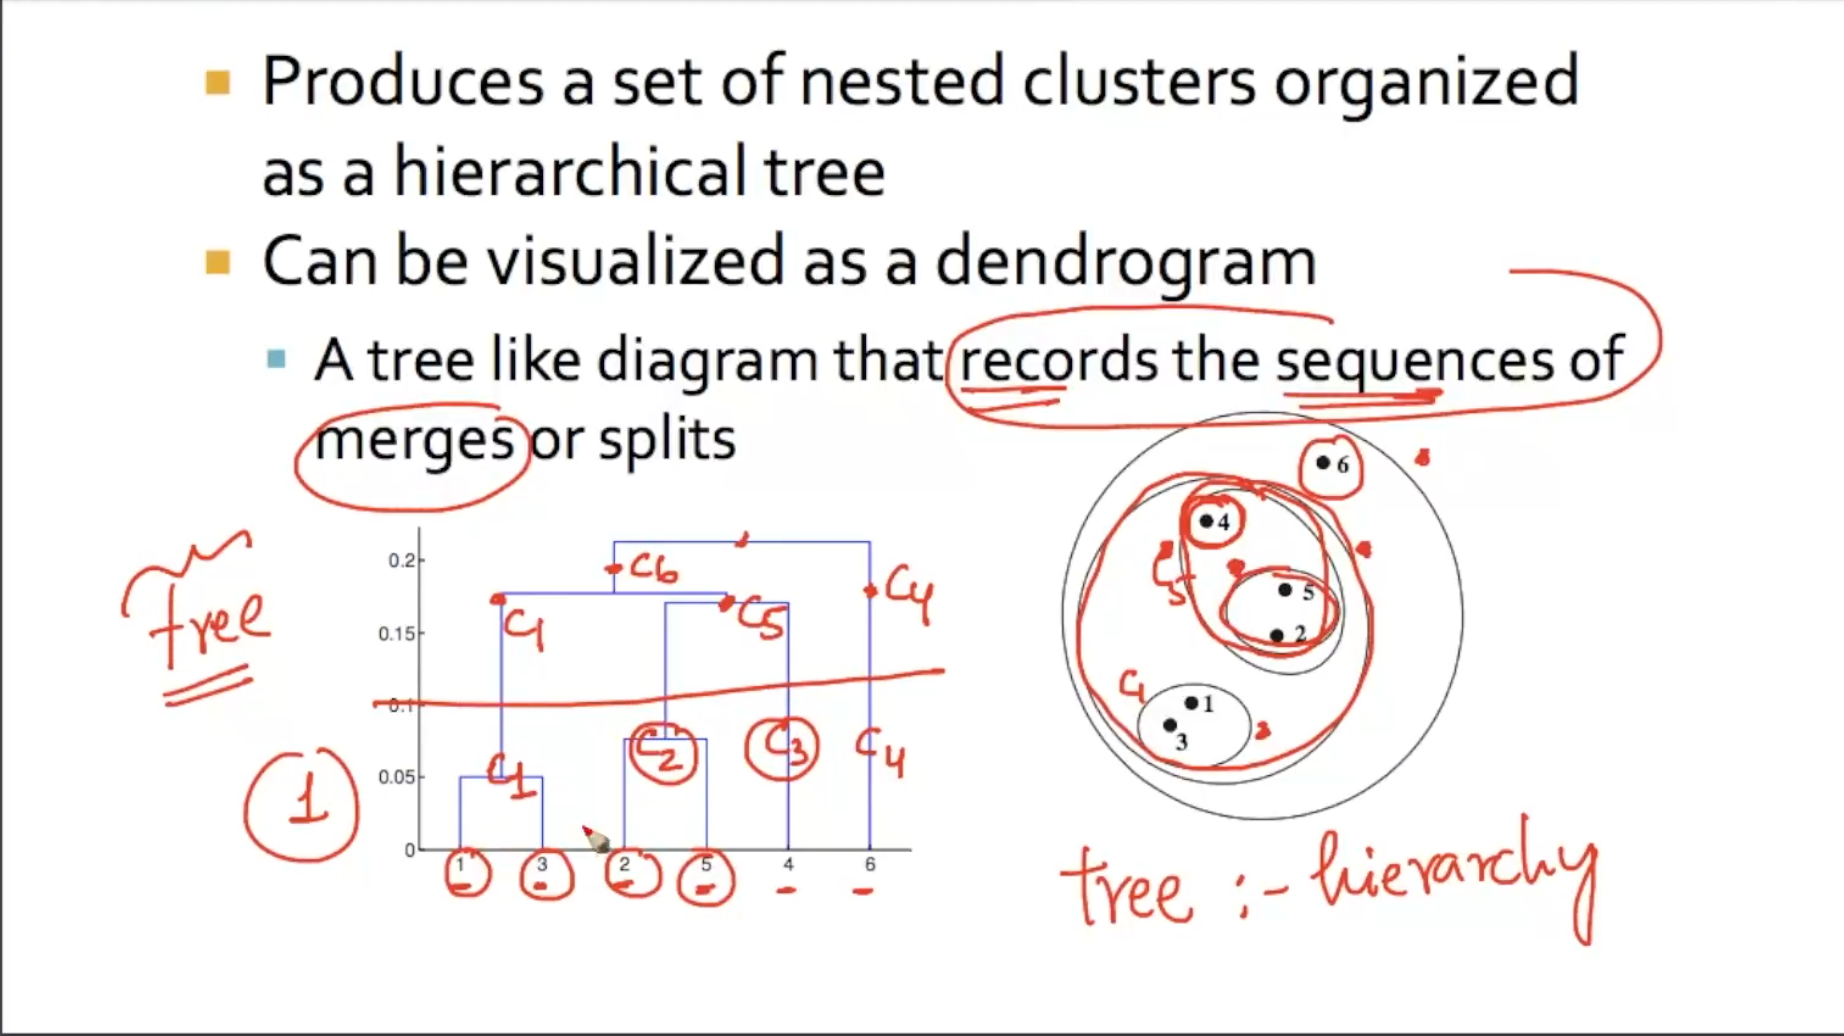 Produces a set of nested clusters organized
as a hierarchical tree
Can be visualized as a dendrogram
A tree like diagram that records the sequences of
merges or splits
tree
1
0.2
0.15
0.1
0.05
0
C6
C1
C5
C4
C1
C2
C3
C4
1 3 2 5 4 6
6
4
C5
5
2
C1
1
3
tree :- hierarchy